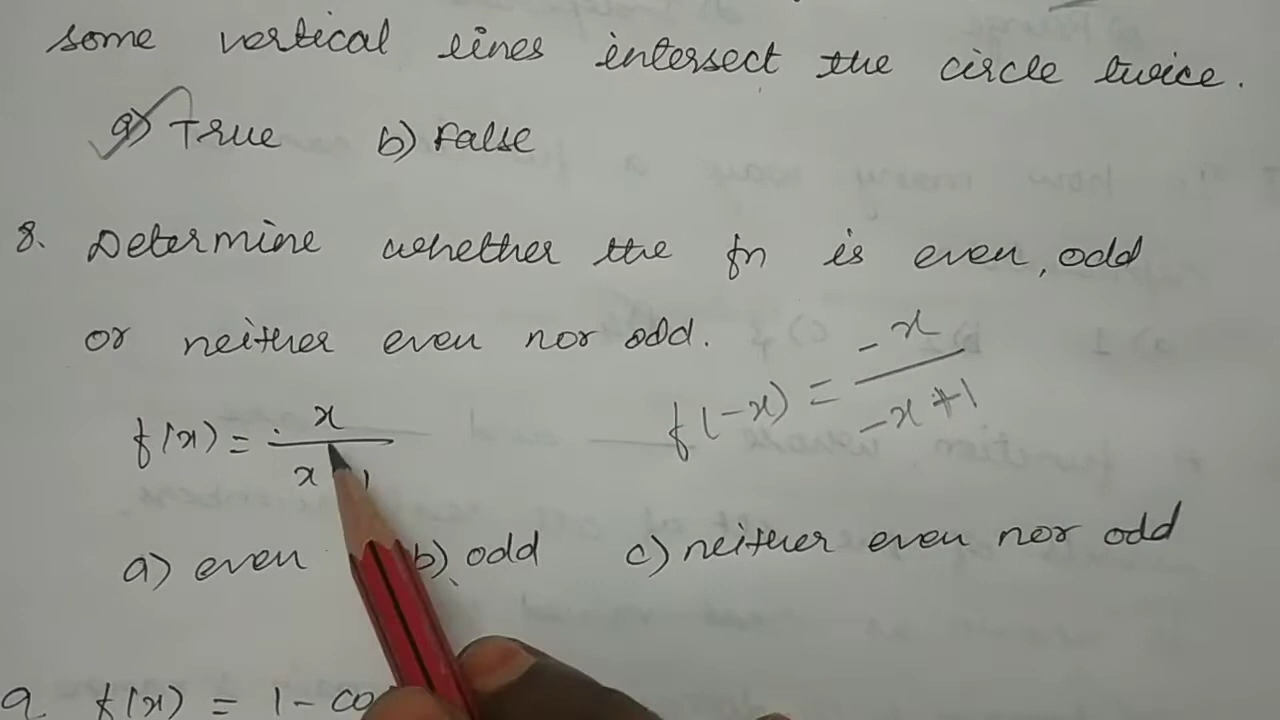 some vertical lines intersect the circle twice.
a) True b) False
8. Determine whether the fn is even, odd
or neither even nor odd.
f(x) = x / x 1
f(-x) = -x / -x+1
a) even b) odd c) neither even nor odd
9. f(x) = 1 - co